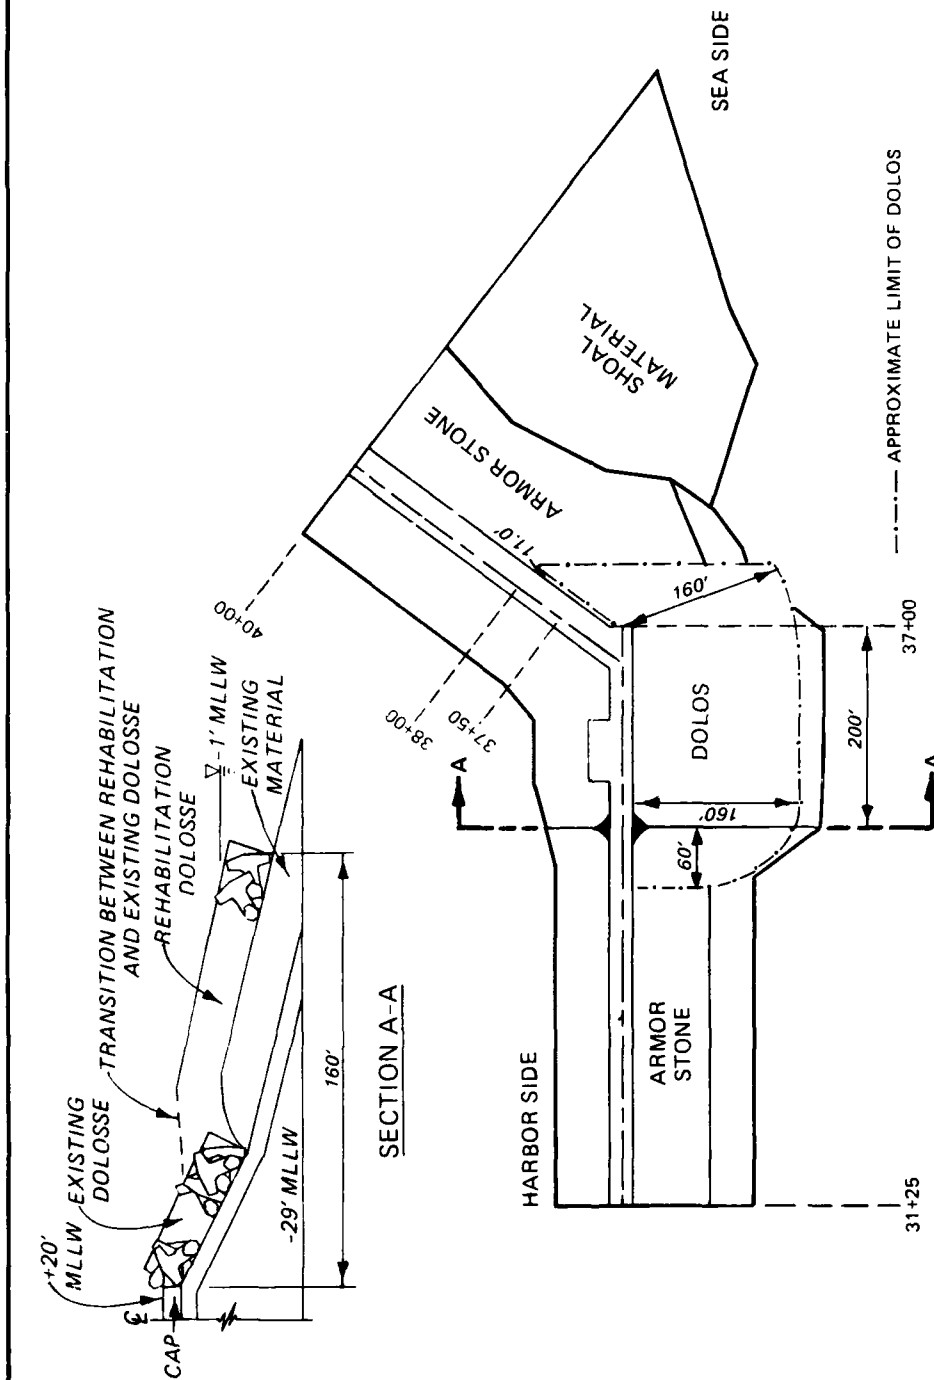 +20'
MLLW
EXISTING
DOLOSSE
TRANSITION BETWEEN REHABILITATION
AND EXISTING DOLOSSE
REHABILITATION
DOLOSSE
-1' MLLW
EXISTING
MATERIAL
℄
CAP
-29' MLLW
160'
SECTION A-A
SEA SIDE
SHOAL
MATERIAL
ARMOR STONE
11.0'
40+00
38+00
37+50
A
DOLOS
160'
160'
60'
200'
A
HARBOR SIDE
ARMOR
STONE
31+25
37+00
APPROXIMATE LIMIT OF DOLOS